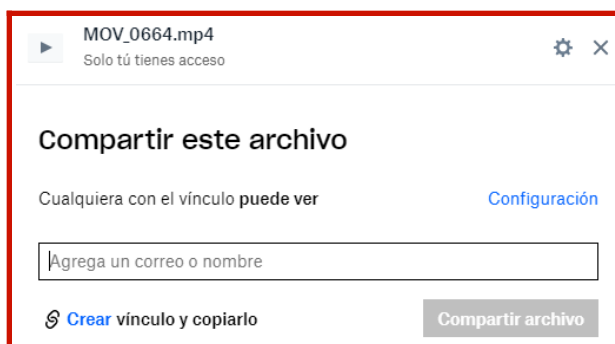 MOV_0664.mp4
Solo tú tienes acceso
Compartir este archivo
Cualquiera con el vínculo puede ver
Configuración
Agrega un correo o nombre
Crear vínculo y copiarlo
Compartir archivo